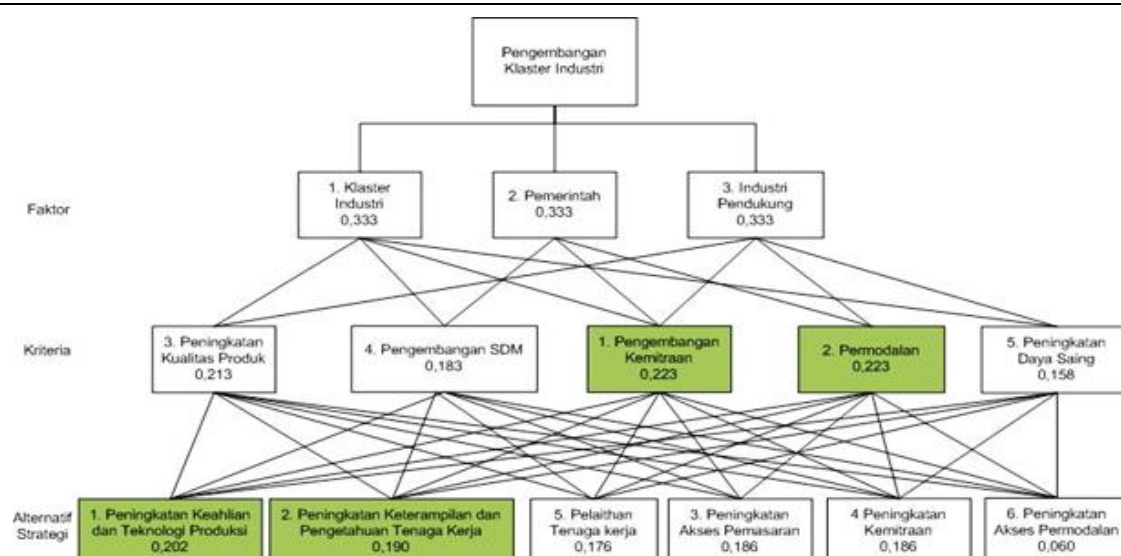 Pengembangan
Klaster Industri
Faktor
1. Klaster
Industri
0,333
2. Pemerintah
0,333
3. Industri
Pendukung
0,333
Kriteria
3. Peningkatan
Kualitas Produk
0,213
4. Pengembangan SDM
0,183
1. Pengembangan
Kemitraan
0,223
2. Permodalan
0,223
5. Peningkatan
Daya Saing
0,158
Alternatif
Strategi
1. Peningkatan Keahlian
dan Teknologi Produksi
0,202
2. Peningkatan Keterampilan dan
Pengetahuan Tenaga Kerja
0,190
5. Pelaithan
Tenaga kerja
0,176
3. Peningkatan
Akses Pemasaran
0,186
4 Peningkatan
Kemitraan
0,186
6. Peningkatan
Akses Permodalan
0,060